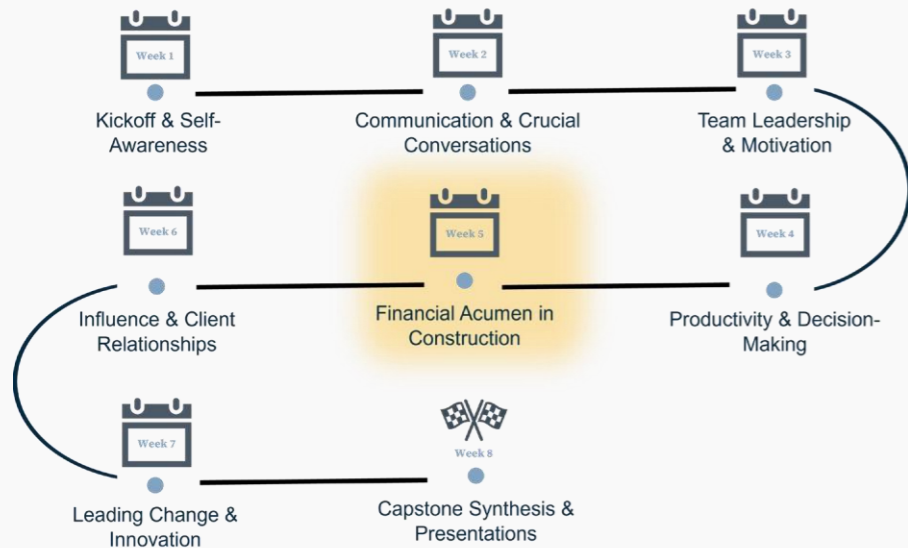 Week 1
Kickoff & Self-
Awareness
Week 2
Communication & Crucial
Conversations
Week 3
Team Leadership
& Motivation
Week 4
Productivity & Decision-
Making
Week 5
Financial Acumen in
Construction
Week 6
Influence & Client
Relationships
Week 7
Leading Change &
Innovation
Week 8
Capstone Synthesis &
Presentations